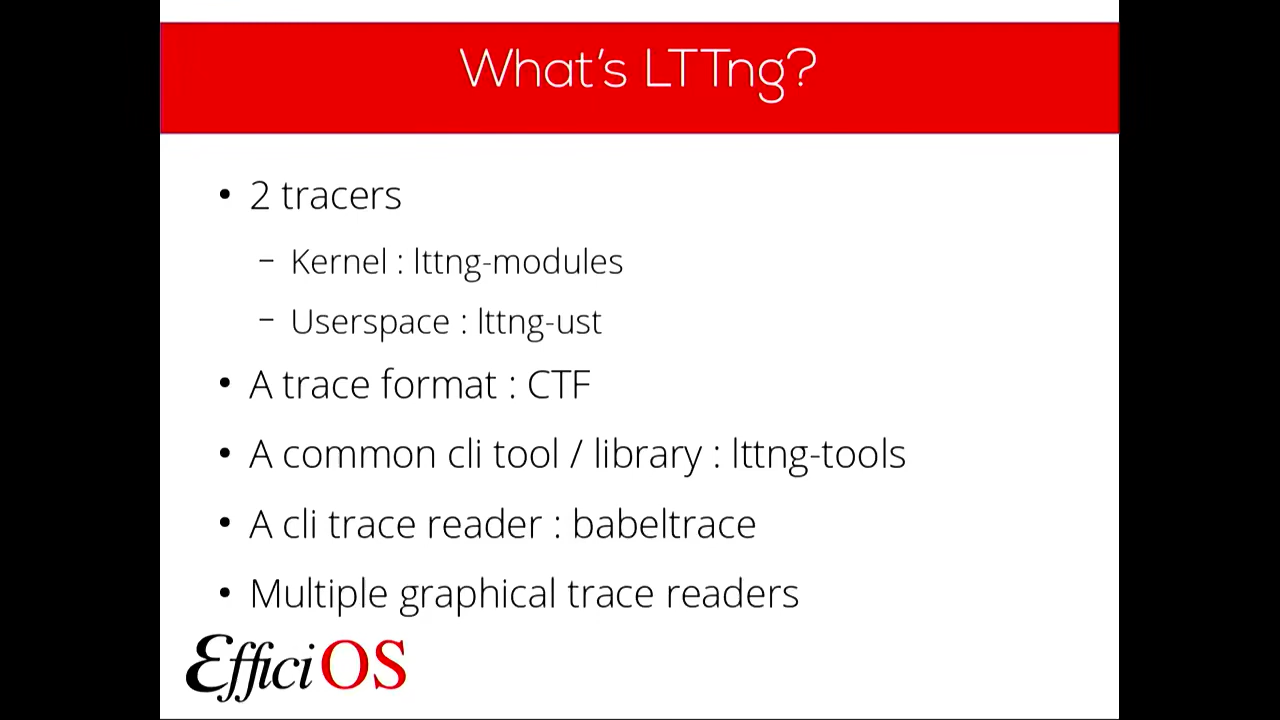 What's LTTng?
• 2 tracers
– Kernel : lttng-modules
– Userspace : lttng-ust
• A trace format : CTF
• A common cli tool / library : lttng-tools
• A cli trace reader : babeltrace
• Multiple graphical trace readers
EfficiOS